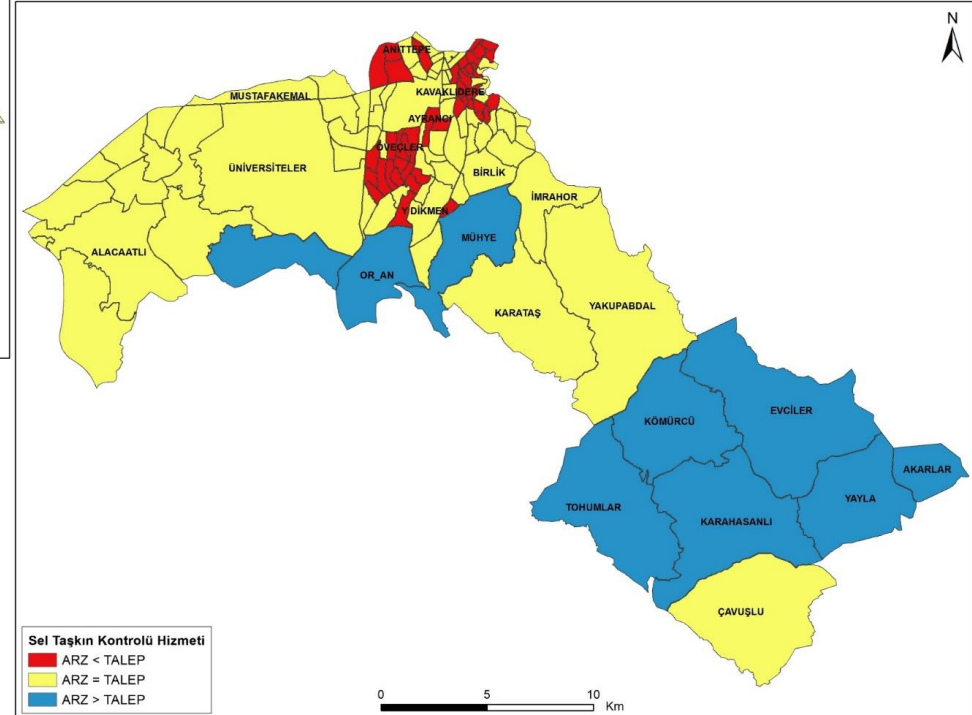 N
ANITTEPE
MUSTAFAKEMAL
KAVAKLIDERE
AYRANCI
ÖVEÇLER
ÜNİVERSİTELER
BİRLİK
İMRAHOR
Y.DİKMEN
MÜHYE
ALACAATLI
OR_AN
KARATAŞ
YAKUPABDAL
EVCİLER
KÖMÜRCÜ
AKARLAR
YAYLA
TOHUMLAR
KARAHASANLI
ÇAVUŞLU
Sel Taşkın Kontrolü Hizmeti
ARZ < TALEP
ARZ = TALEP
ARZ > TALEP
0 5 10
Km